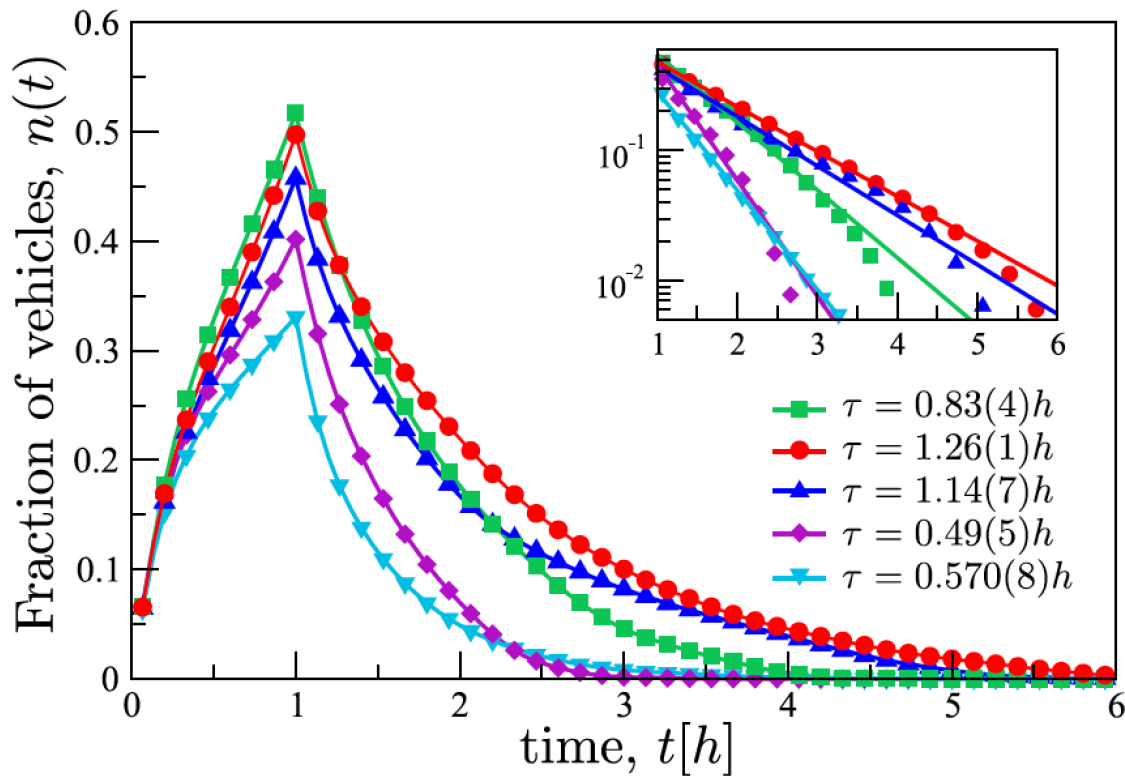 Fraction of vehicles, n(t)
0.6
0.5
0.4
0.3
0.2
0.1
0
0 1 2 3 4 5 6
time, t[h]
10^{-1}
10^{-2}
1 2 3 4 5 6
τ = 0.83(4)h
τ = 1.26(1)h
τ = 1.14(7)h
τ = 0.49(5)h
τ = 0.570(8)h